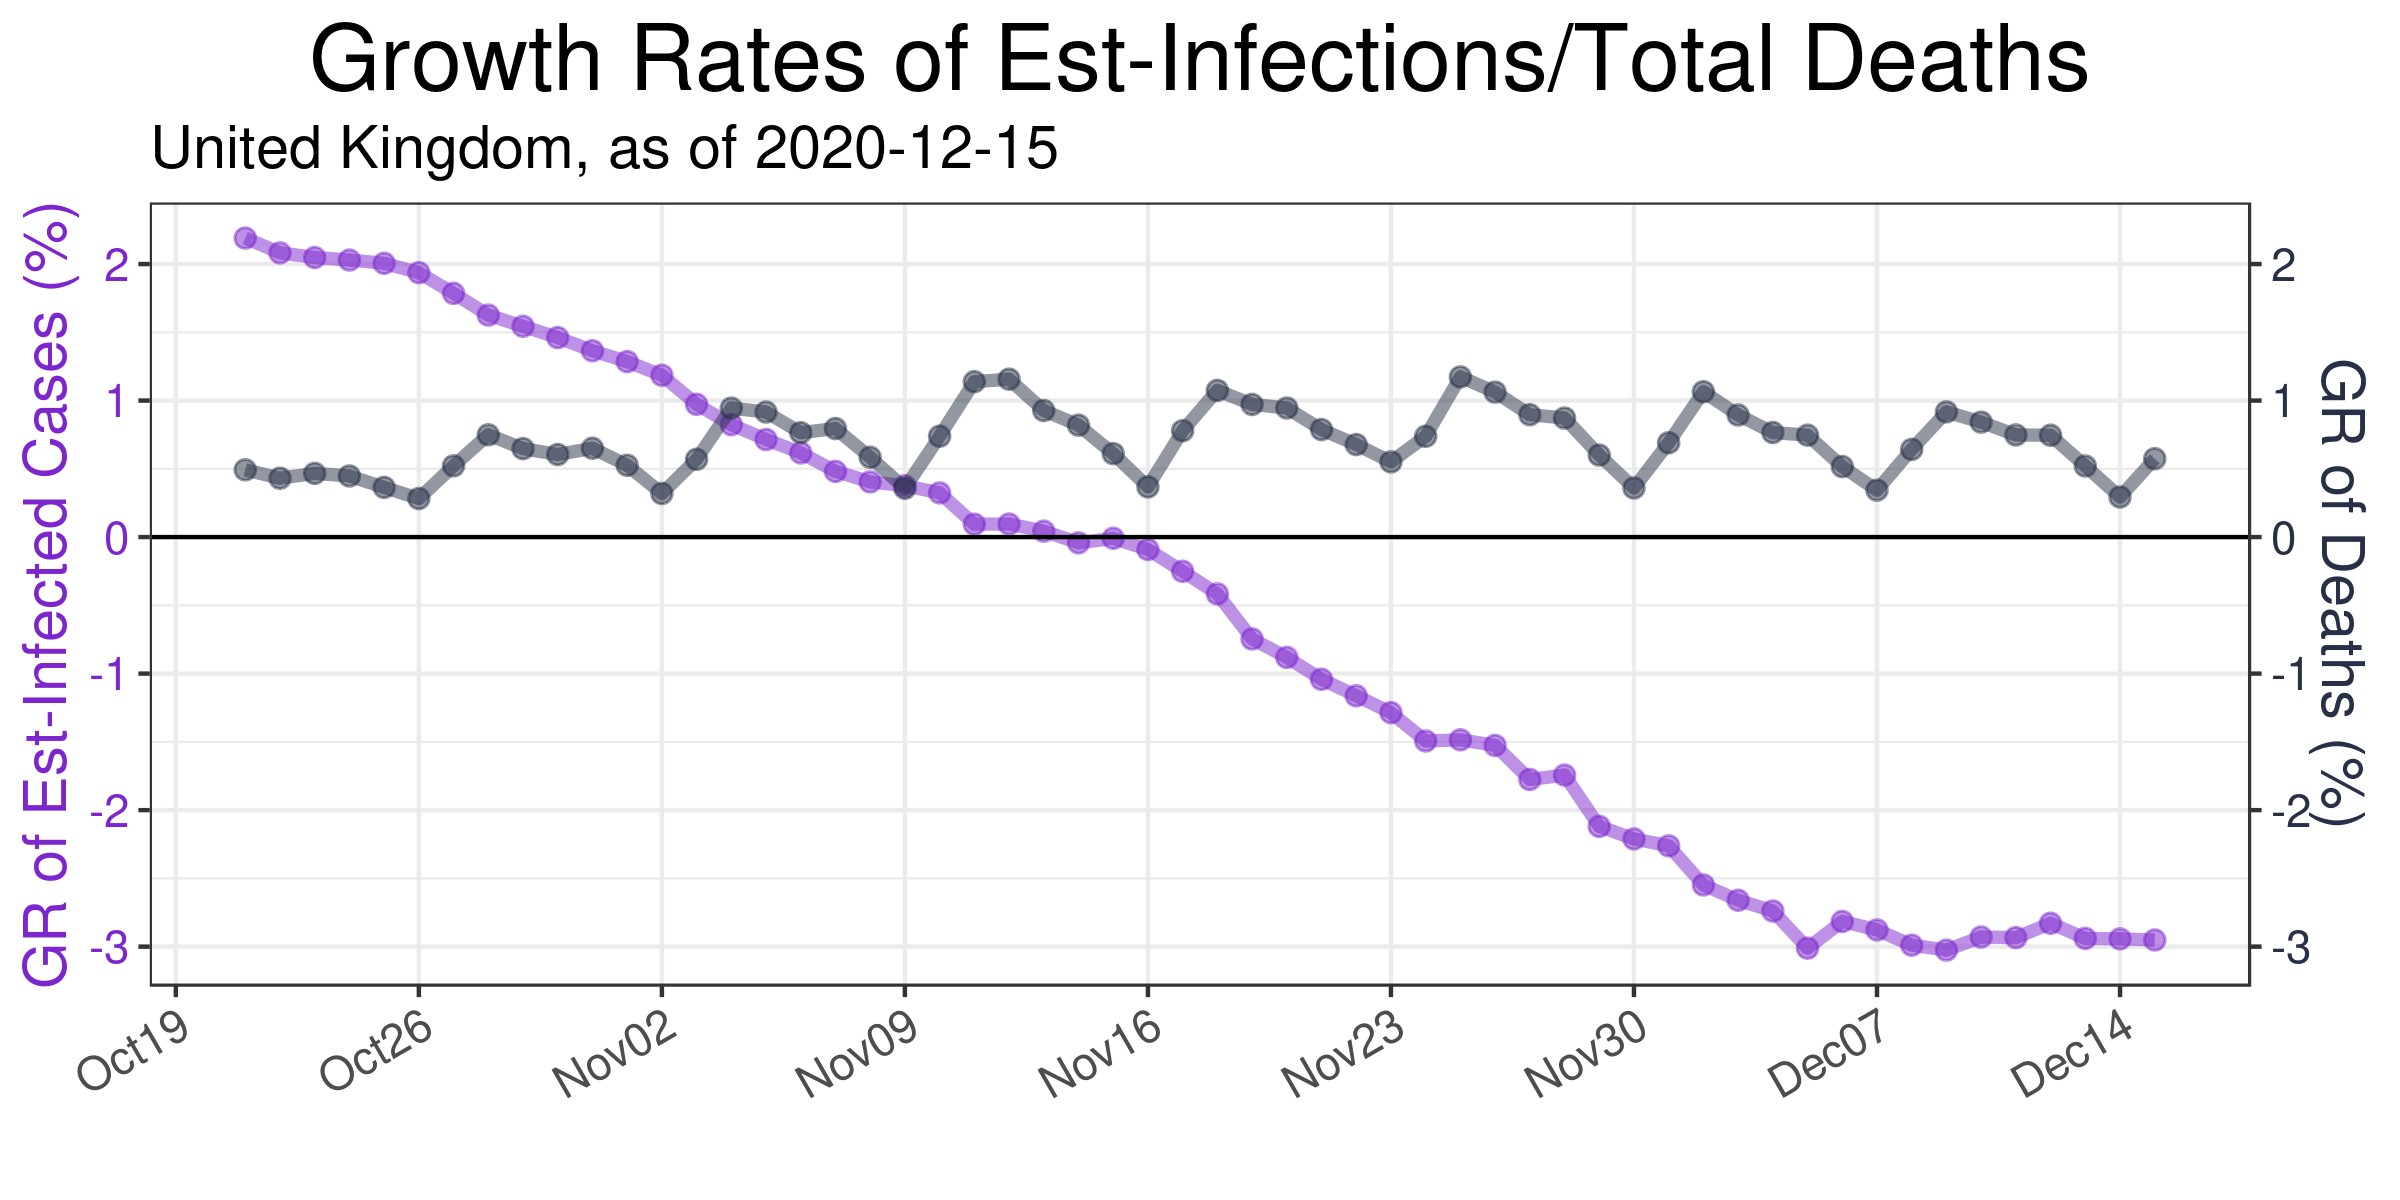 Growth Rates of Est-Infections/Total Deaths
United Kingdom, as of 2020-12-15
GR of Est-Infected Cases (%)
2
1
0
-1
-2
-3
2
1
0
-1
-2
-3
GR of Deaths (%)
Oct19
Oct26
Nov02
Nov09
Nov16
Nov23
Nov30
Dec07
Dec14